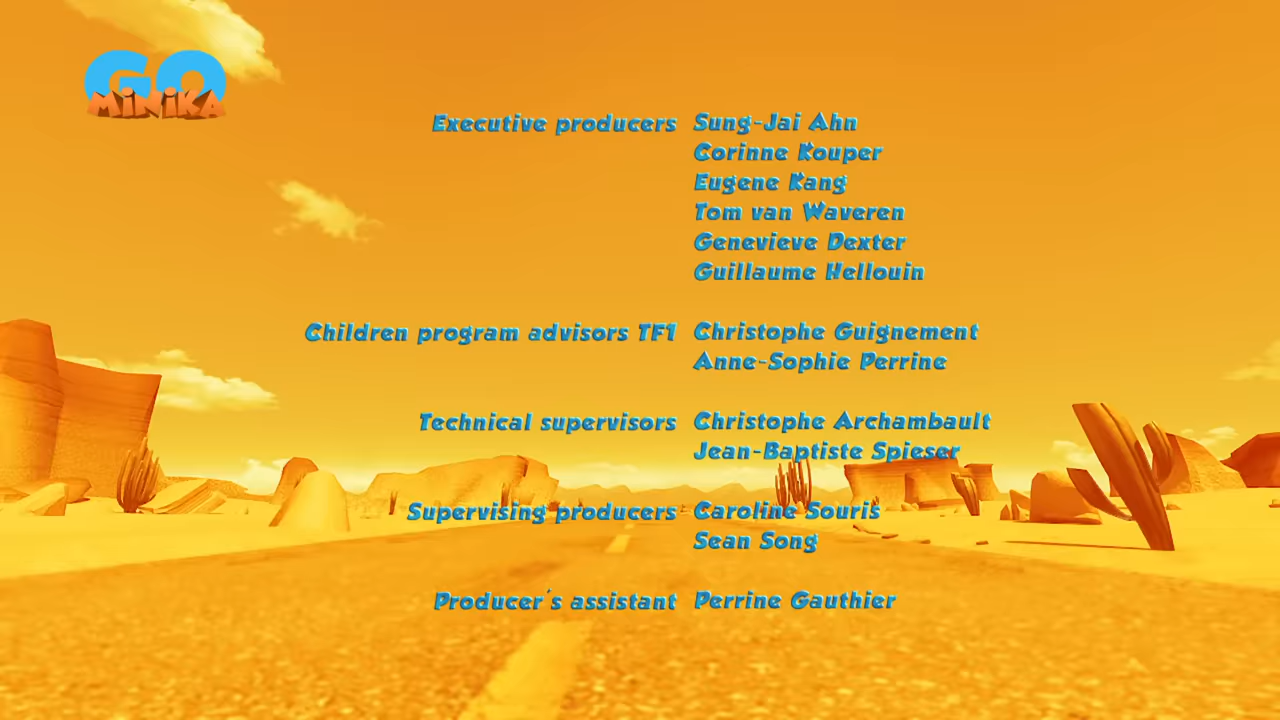 GO
MiNiKA
Executive producers Sung-Jai Ahn
Corinne Kouper
Eugene Kang
Tom van Waveren
Genevieve Dexter
Guillaume Hellouin
Children program advisors TF1 Christophe Guignement
Anne-Sophie Perrine
Technical supervisors Christophe Archambault
Jean-Baptiste Spieser
Supervising producers Caroline Souris
Sean Song
Producer's assistant Perrine Gauthier